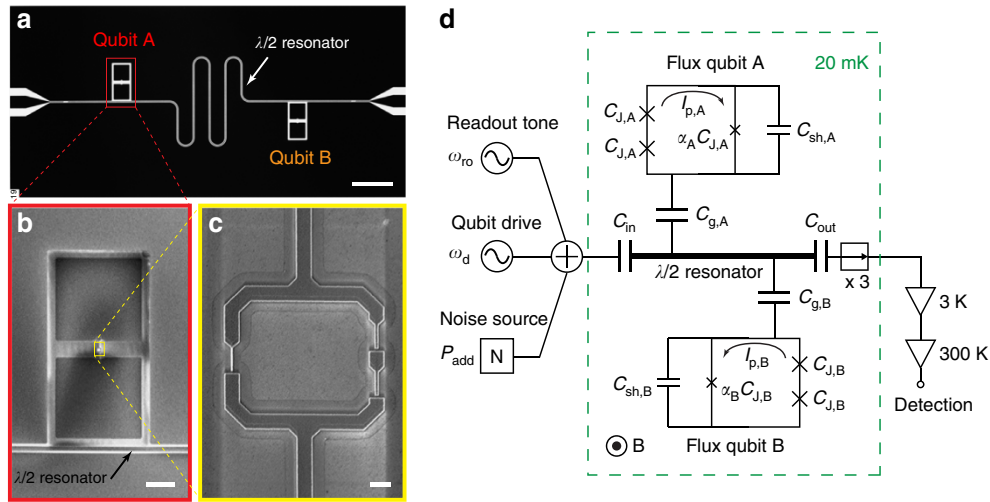 a
Qubit A
λ/2 resonator
Qubit B
b
λ/2 resonator
c
d
20 mK
Flux qubit A
C_J,A
C_J,A
I_p,A
α_A C_J,A
C_sh,A
Readout tone
ω_ro
Qubit drive
ω_d
Noise source
P_add
N
C_in
C_g,A
C_out
λ/2 resonator
x 3
C_g,B
3 K
300 K
Detection
C_sh,B
I_p,B
α_B C_J,B
C_J,B
C_J,B
B
Flux qubit B